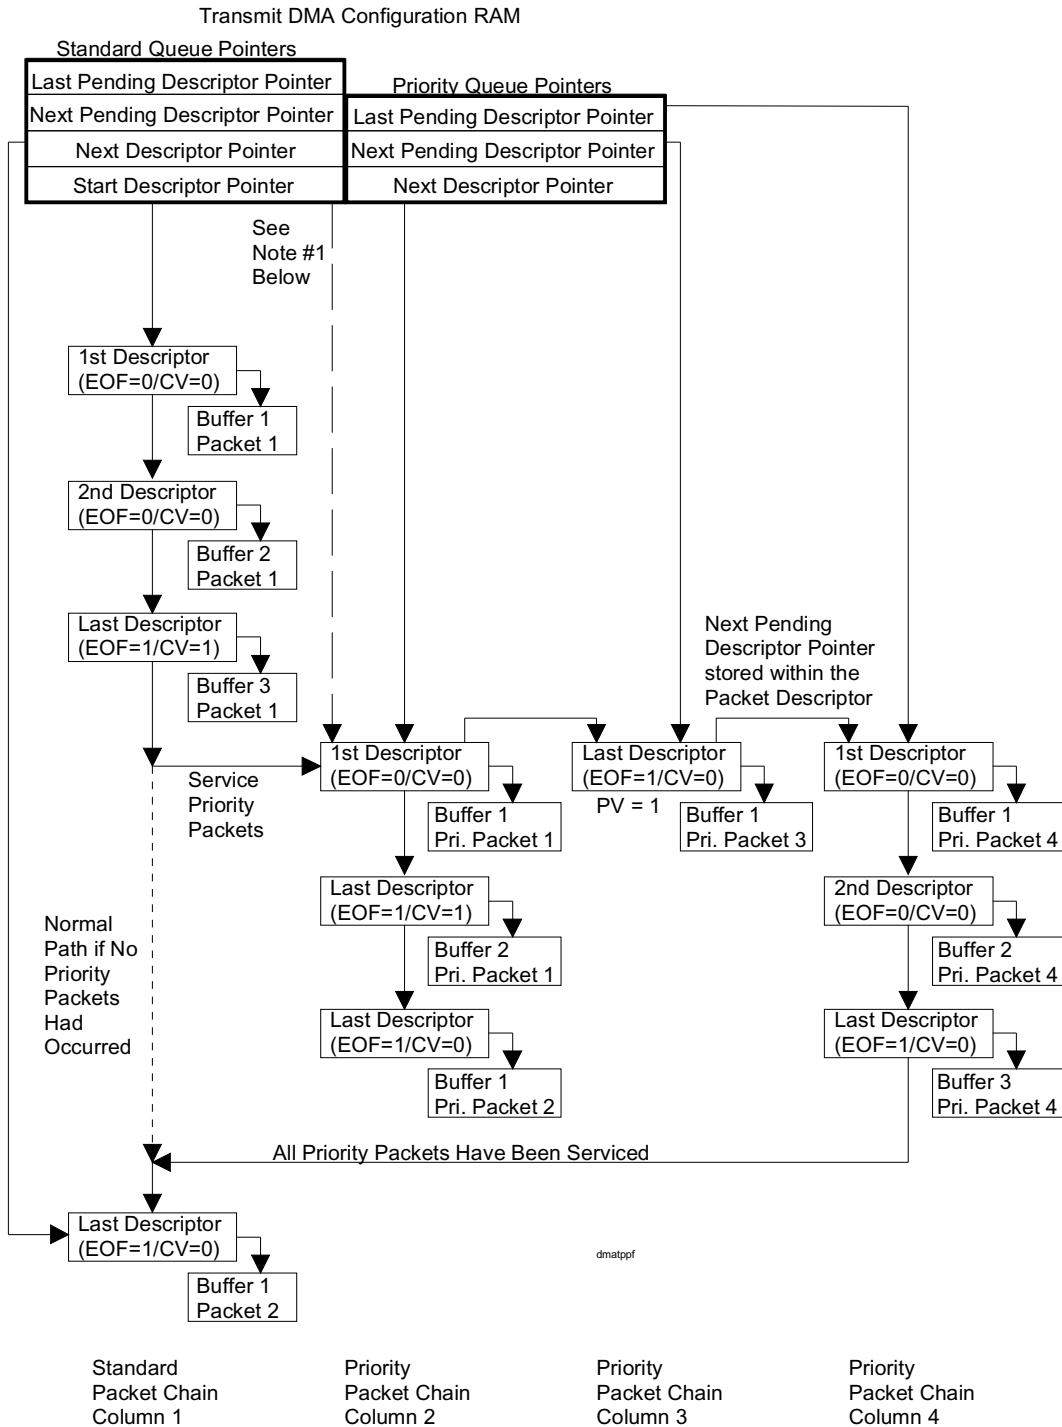 Transmit DMA Configuration RAM
Standard Queue Pointers
Last Pending Descriptor Pointer
Next Pending Descriptor Pointer
Next Descriptor Pointer
Start Descriptor Pointer
Priority Queue Pointers
Last Pending Descriptor Pointer
Next Pending Descriptor Pointer
Next Descriptor Pointer
See
Note #1
Below
1st Descriptor
(EOF=0/CV=0)
Buffer 1
Packet 1
2nd Descriptor
(EOF=0/CV=0)
Buffer 2
Packet 1
Last Descriptor
(EOF=1/CV=1)
Buffer 3
Packet 1
Next Pending
Descriptor Pointer
stored within the
Packet Descriptor
Service
Priority
Packets
1st Descriptor
(EOF=0/CV=0)
Buffer 1
Pri. Packet 1
Last Descriptor
(EOF=1/CV=0)
PV = 1
Buffer 1
Pri. Packet 3
1st Descriptor
(EOF=0/CV=0)
Buffer 1
Pri. Packet 4
Last Descriptor
(EOF=1/CV=1)
Buffer 2
Pri. Packet 1
2nd Descriptor
(EOF=0/CV=0)
Buffer 2
Pri. Packet 4
Normal
Path if No
Priority
Packets
Had
Occurred
Last Descriptor
(EOF=1/CV=0)
Buffer 1
Pri. Packet 2
Last Descriptor
(EOF=1/CV=0)
Buffer 3
Pri. Packet 4
All Priority Packets Have Been Serviced
Last Descriptor
(EOF=1/CV=0)
Buffer 1
Packet 2
dmatppf
Standard
Packet Chain
Column 1
Priority
Packet Chain
Column 2
Priority
Packet Chain
Column 3
Priority
Packet Chain
Column 4